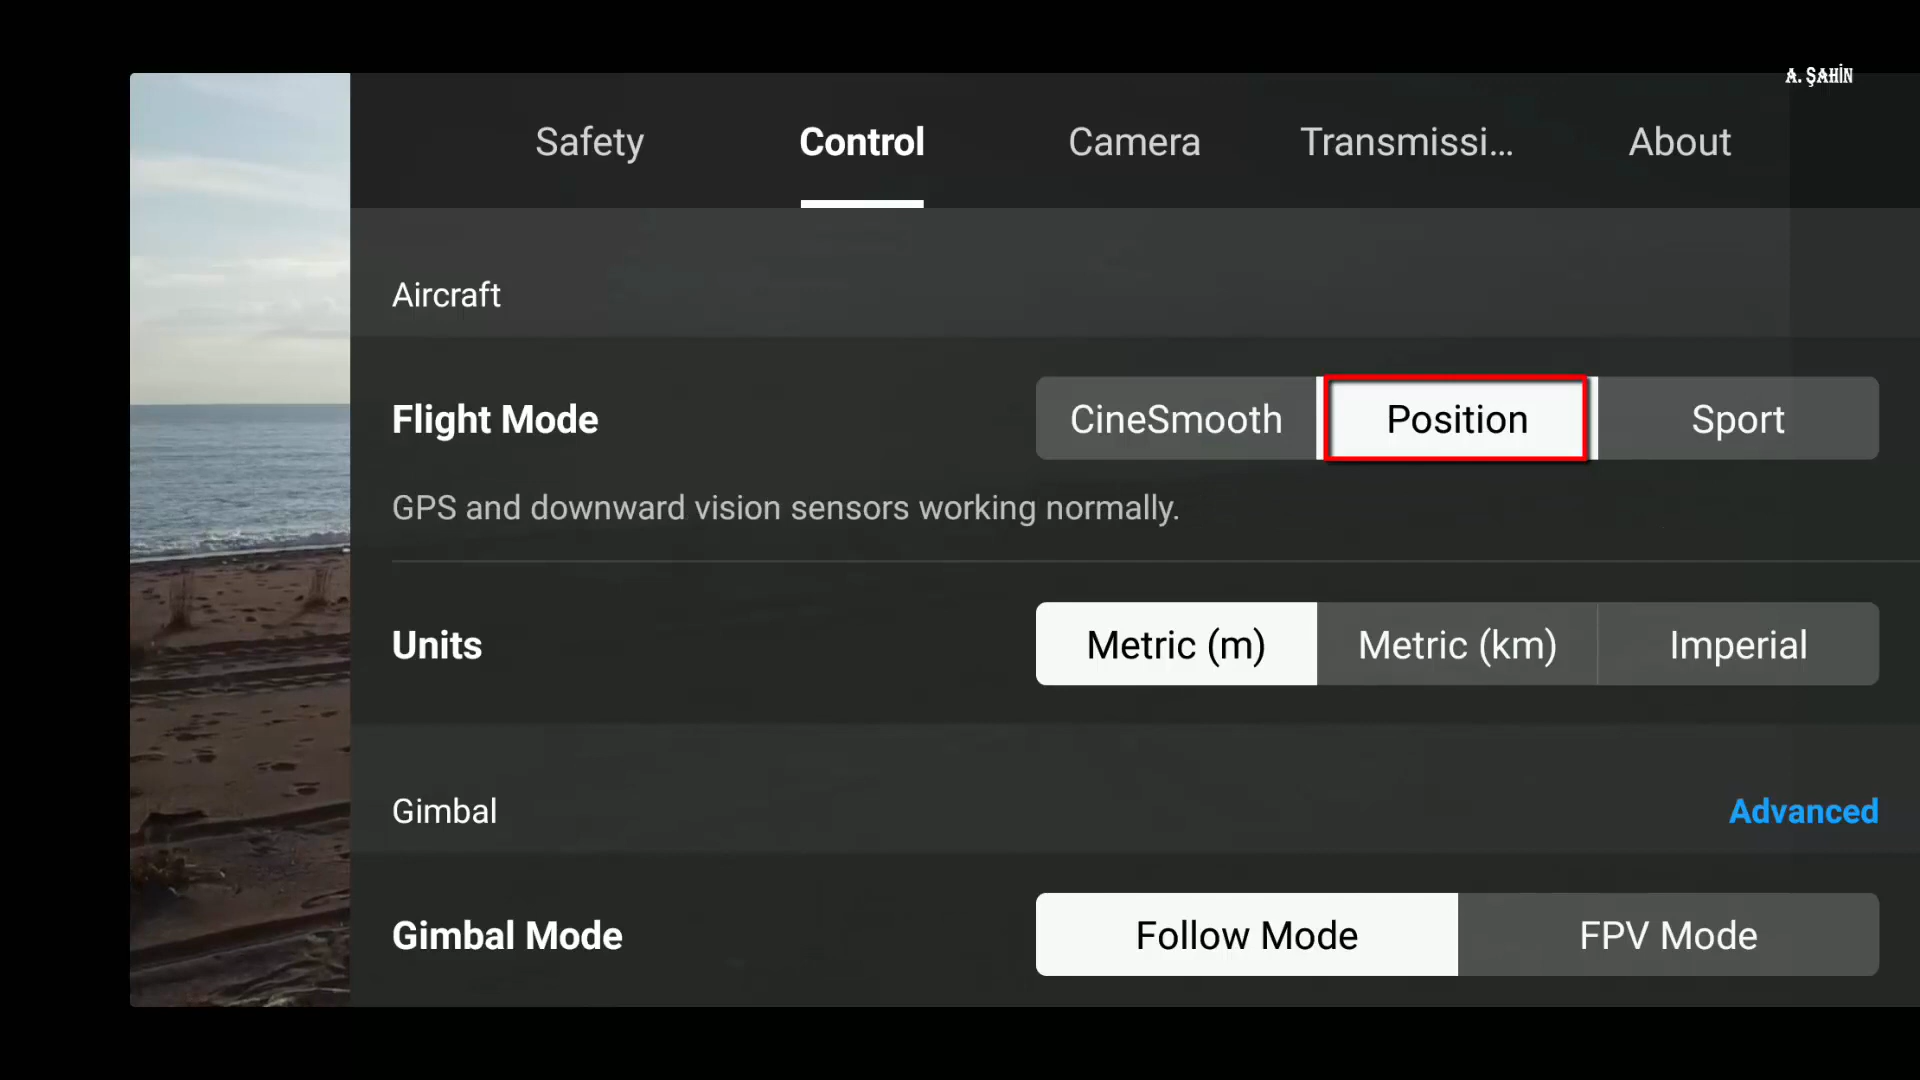 A. ŞAHİN
Safety Control Camera Transmissi... About
Aircraft
Flight Mode CineSmooth Position Sport
GPS and downward vision sensors working normally.
Units Metric (m) Metric (km) Imperial
Gimbal Advanced
Gimbal Mode Follow Mode FPV Mode